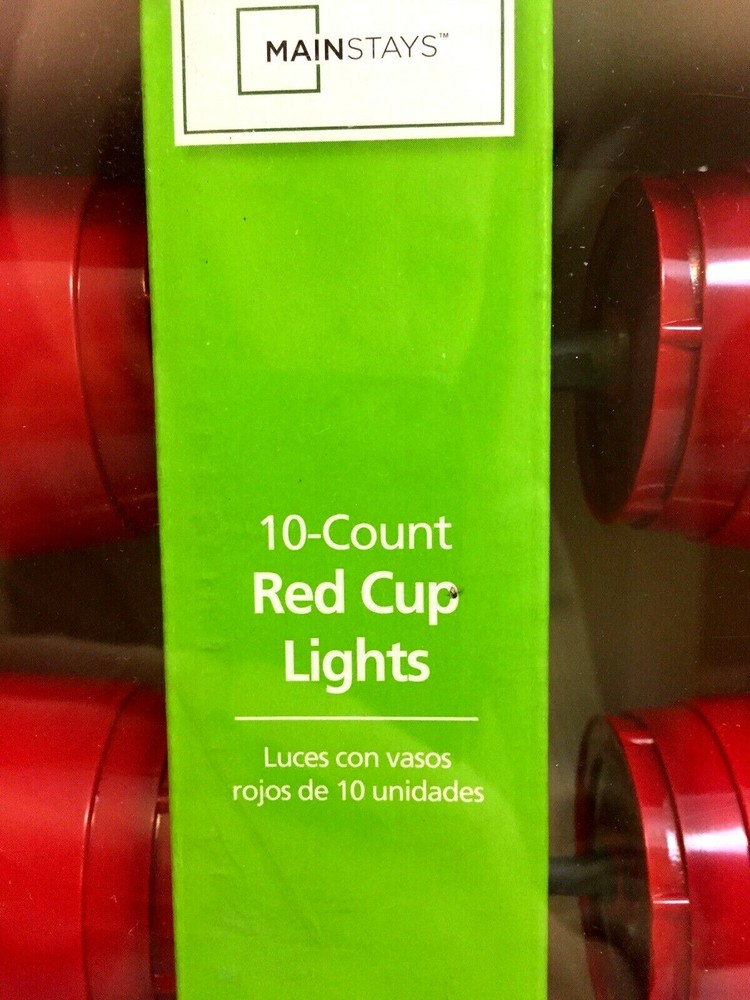 MAINSTAYS™
10-Count
Red Cup
Lights
Luces con vasos
rojos de 10 unidades